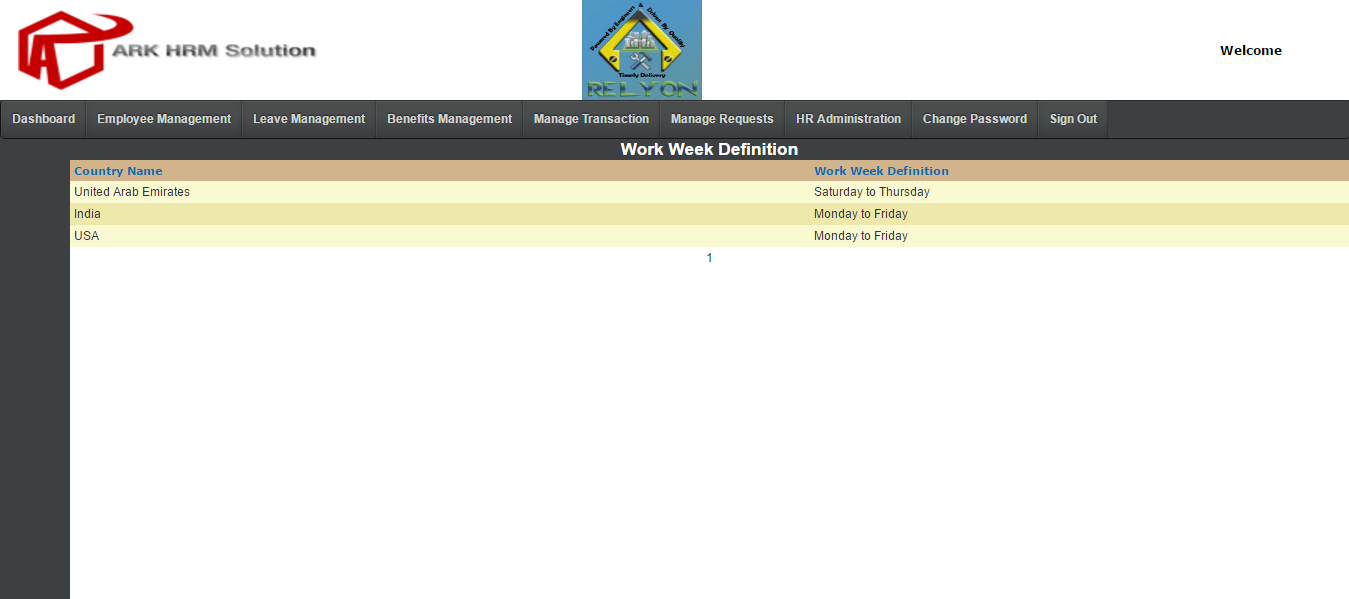 ARK HRM Solution
Powered By Engineers & Driven By Quality
Timely Delivery
RELYON
Welcome
Dashboard Employee Management Leave Management Benefits Management Manage Transaction Manage Requests HR Administration Change Password Sign Out
Work Week Definition
Country Name Work Week Definition
United Arab Emirates Saturday to Thursday
India Monday to Friday
USA Monday to Friday
1